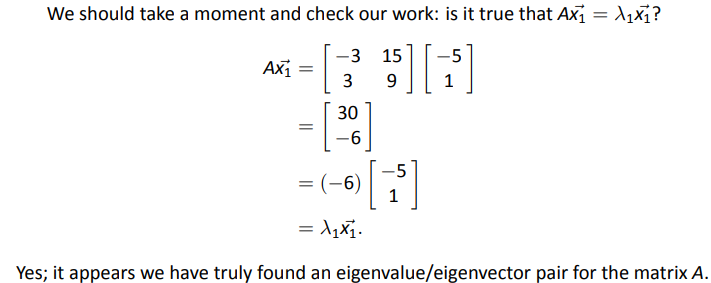 We should take a moment and check our work: is it true that Ax⃗₁ = λ₁x⃗₁?
Ax⃗₁ = [ −3 15 ; 3 9 ] [ −5 ; 1 ]
= [ 30 ; −6 ]
= (−6) [ −5 ; 1 ]
= λ₁x⃗₁.
Yes; it appears we have truly found an eigenvalue/eigenvector pair for the matrix A.